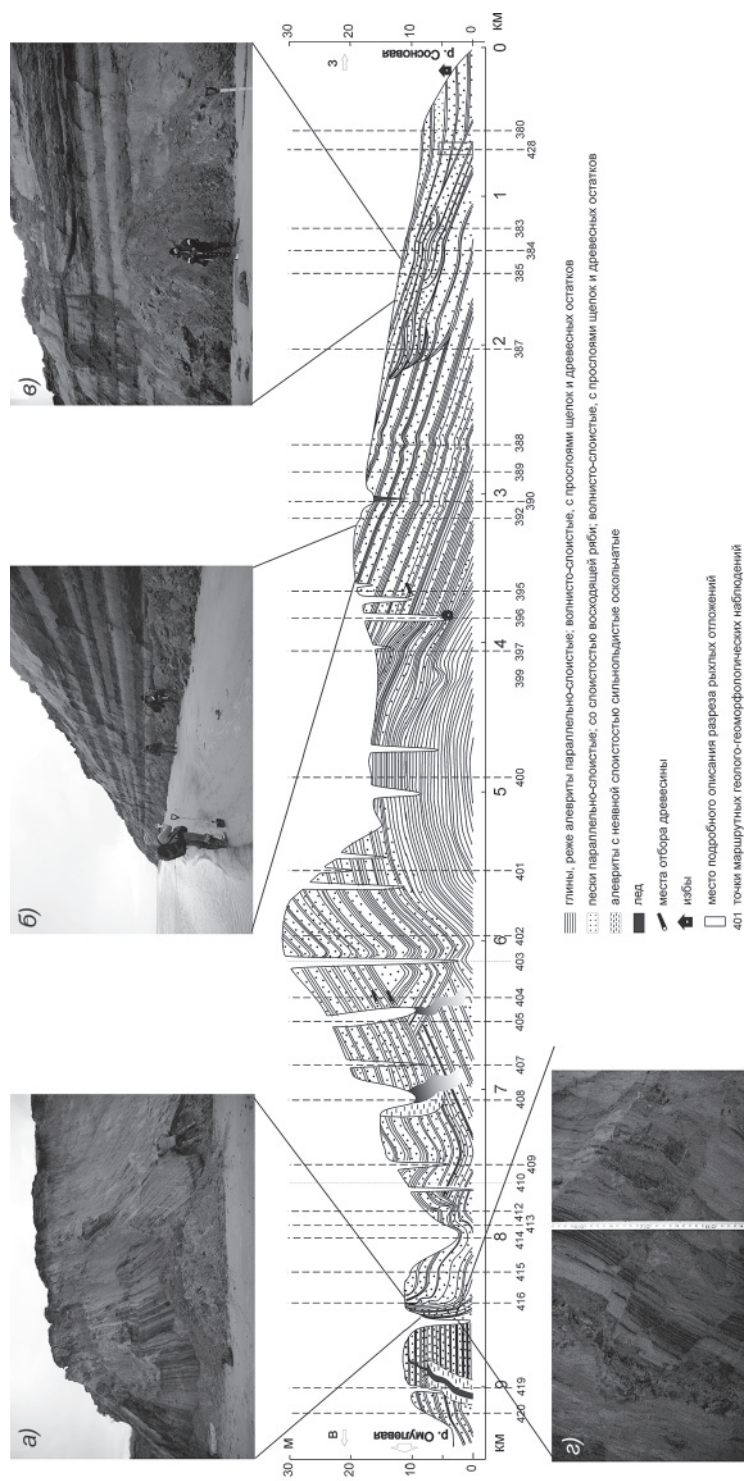 а)
б)
в)
г)
М
30
20
10
0
В
р. Омулевая
КМ
З
р. Сосновая
30
20
10
0
КМ
420
419
416
415
414
413
412
410
409
408
407
405
404
403
402
401
400
399
397
396
395
392
390
389
388
387
385
384
383
428
380
9
8
7
6
5
4
3
2
1
0
глины, реже алевриты параллельно-слоистые; волнисто-слоистые, с прослоями щепок и древесных остатков
пески параллельно-слоистые; со слоистостью восходящей ряби; волнисто-слоистые, с прослоями щепок и древесных остатков
алевриты с неявной слоистостью сильнольдистые оскольчатые
лед
места отбора древесины
избы
место подробного описания разреза рыхлых отложений
401 точки маршрутных геолого-геоморфологических наблюдений